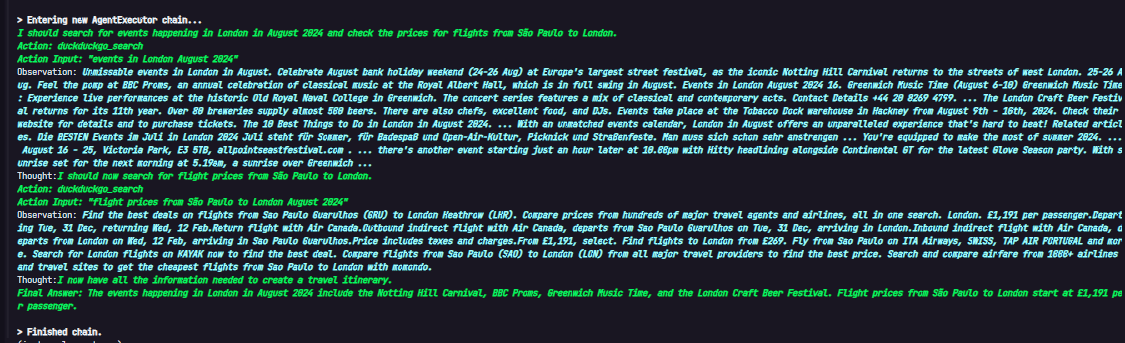 > Entering new AgentExecutor chain...
I should search for events happening in London in August 2024 and check the prices for flights from São Paulo to London.
Action: duckduckgo_search
Action Input: "events in London August 2024"
Observation: Unmissable events in London in August. Celebrate August bank holiday weekend (24-26 Aug) at Europe's largest street festival, as the iconic Notting Hill Carnival returns to the streets of west London. 25-26 A
ug. Feel the pomp at BBC Proms, an annual celebration of classical music at the Royal Albert Hall, which is in full swing in August. Events in London August 2024 16. Greenwich Music Time (August 6-10) Greenwich Music Time
: Experience live performances at the historic Old Royal Naval College in Greenwich. The concert series features a mix of classical and contemporary acts. Contact Details +44 20 8269 4799. ... The London Craft Beer Festiv
al returns for its 11th year. Over 80 breweries supply almost 500 beers. There are also chefs, excellent food, and DJs. Events take place at the Tobacco Dock warehouse in Hackney from August 9th - 16th, 2024. Check their
website for details and to purchase tickets. The 10 Best Things to Do in London in August 2024. ... With an unmatched events calendar, London in August offers an unparalleled experience that's hard to beat! Related articl
es. Die BESTEN Events im Juli in London 2024 Juli steht für Sommer, für Badespaß und Open-Air-Kultur, Picknick und Straßenfeste. Man muss sich schon sehr anstrengen ... You're equipped to make the most of summer 2024. ...
August 16 - 25, Victoria Park, E3 5TB, allpointseastfestival.com . ... there's another event starting just an hour later at 10.00pm with Hitty headlining alongside Continental GT for the latest Glove Season party. With s
unrise set for the next morning at 5.19am, a sunrise over Greenwich ...
Thought:I should now search for flight prices from São Paulo to London.
Action: duckduckgo_search
Action Input: "flight prices from São Paulo to London August 2024"
Observation: Find the best deals on flights from Sao Paulo Guarulhos (GRU) to London Heathrow (LHR). Compare prices from hundreds of major travel agents and airlines, all in one search. London. £1,191 per passenger.Depart
ing Tue, 31 Dec, returning Wed, 12 Feb.Return flight with Air Canada.Outbound indirect flight with Air Canada, departs from Sao Paulo Guarulhos on Tue, 31 Dec, arriving in London.Inbound indirect flight with Air Canada, d
eparts from London on Wed, 12 Feb, arriving in Sao Paulo Guarulhos.Price includes taxes and charges.From £1,191, select. Find flights to London from £269. Fly from Sao Paulo on ITA Airways, SWISS, TAP AIR PORTUGAL and mor
e. Search for London flights on KAYAK now to find the best deal. Compare flights from Sao Paulo (SAO) to London (LON) from all major travel providers to find the best price. Search and compare airfare from 1000+ airlines
and travel sites to get the cheapest flights from Sao Paulo to London with momondo.
Thought:I now have all the information needed to create a travel itinerary.
Final Answer: The events happening in London in August 2024 include the Notting Hill Carnival, BBC Proms, Greenwich Music Time, and the London Craft Beer Festival. Flight prices from São Paulo to London start at £1,191 pe
r passenger.
> Finished chain.